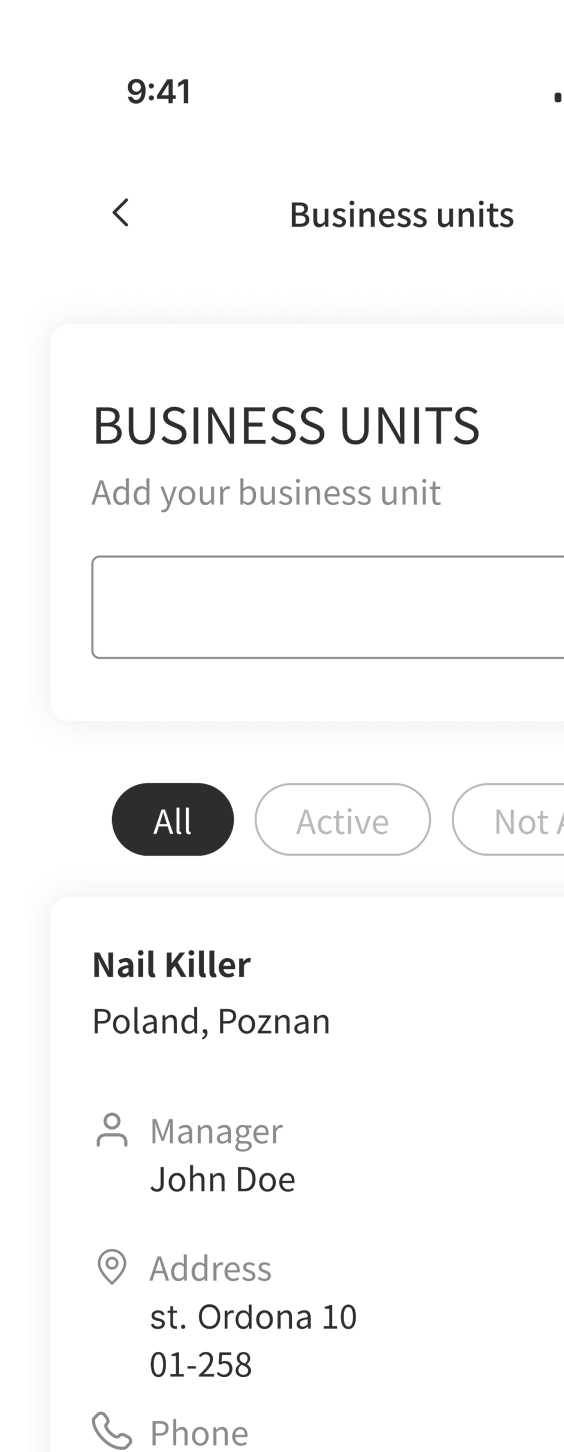 9:41
Business units
BUSINESS UNITS
Add your business unit
All
Active
Not
Nail Killer
Poland, Poznan
Manager
John Doe
Address
st. Ordona 10
01-258
Phone